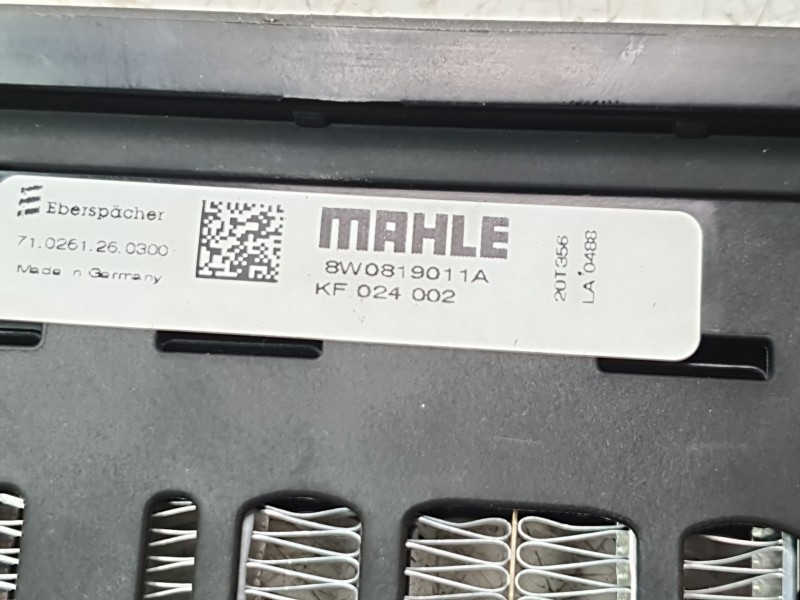 Eberspächer
71.0261.26.0300
Made in Germany
MAHLE
8W0819011A
KF 024 002
20T356
LA 0488